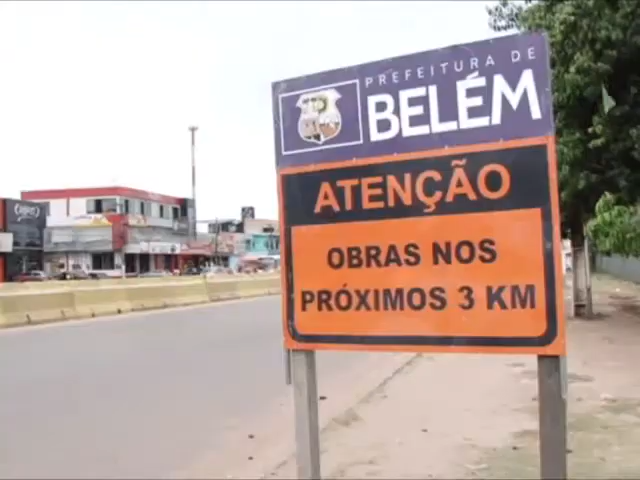 PREFEITURA DE
BELÉM
ATENÇÃO
OBRAS NOS
PRÓXIMOS 3 KM